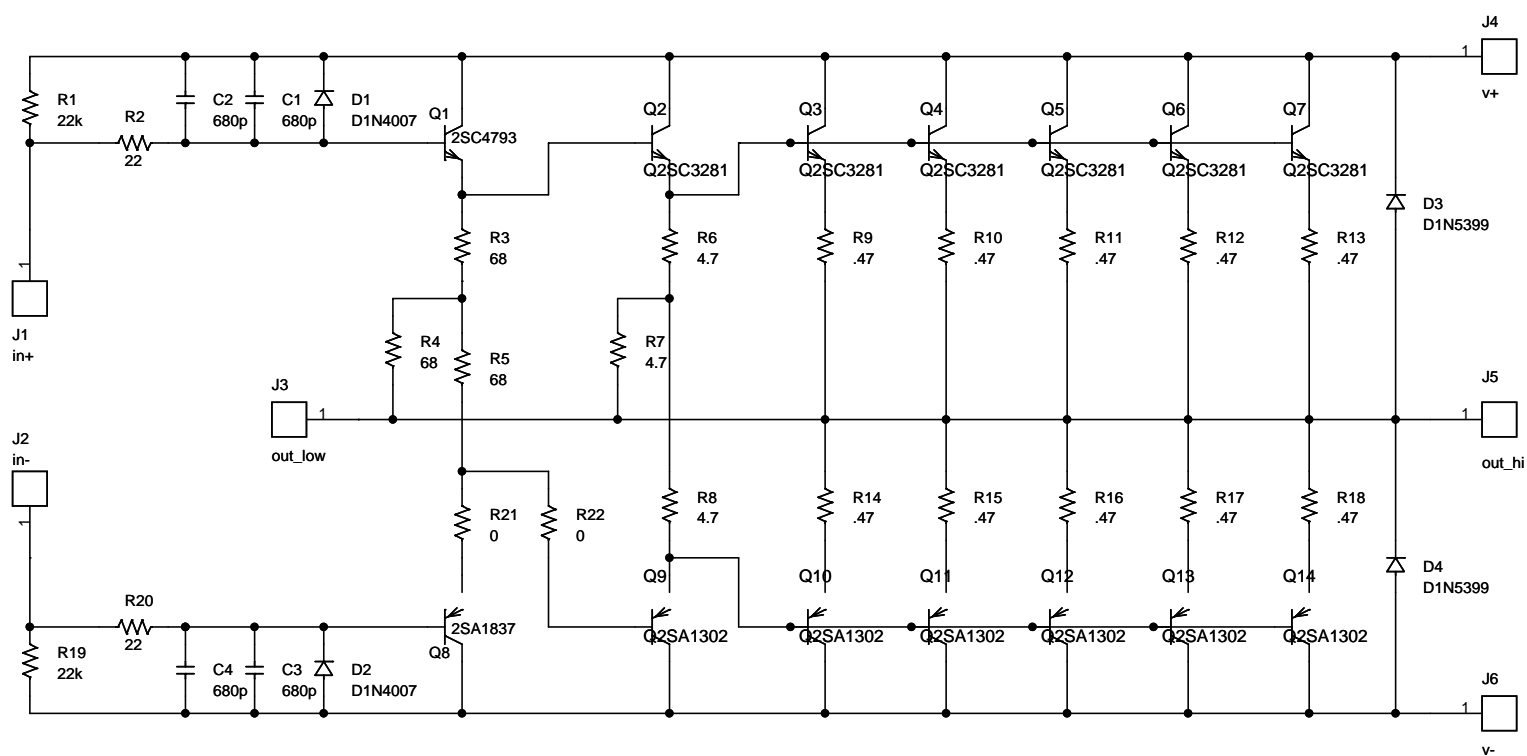 J4
1
v+
R1
22k
R2
22
C2
680p
C1
680p
D1
D1N4007
Q1
2SC4793
Q2
Q2SC3281
Q3
Q2SC3281
Q4
Q2SC3281
Q5
Q2SC3281
Q6
Q2SC3281
Q7
Q2SC3281
D3
D1N5399
R3
68
R6
4.7
R9
.47
R10
.47
R11
.47
R12
.47
R13
.47
1
J1
in+
R4
68
R5
68
R7
4.7
J3
1
out_low
J5
1
out_hi
J2
in-
1
R21
0
R22
0
R8
4.7
R14
.47
R15
.47
R16
.47
R17
.47
R18
.47
Q9
Q2SA1302
Q10
Q2SA1302
Q11
Q2SA1302
Q12
Q2SA1302
Q13
Q2SA1302
Q14
Q2SA1302
D4
D1N5399
R20
22
2SA1837
Q8
R19
22k
C4
680p
C3
680p
D2
D1N4007
J6
1
v-